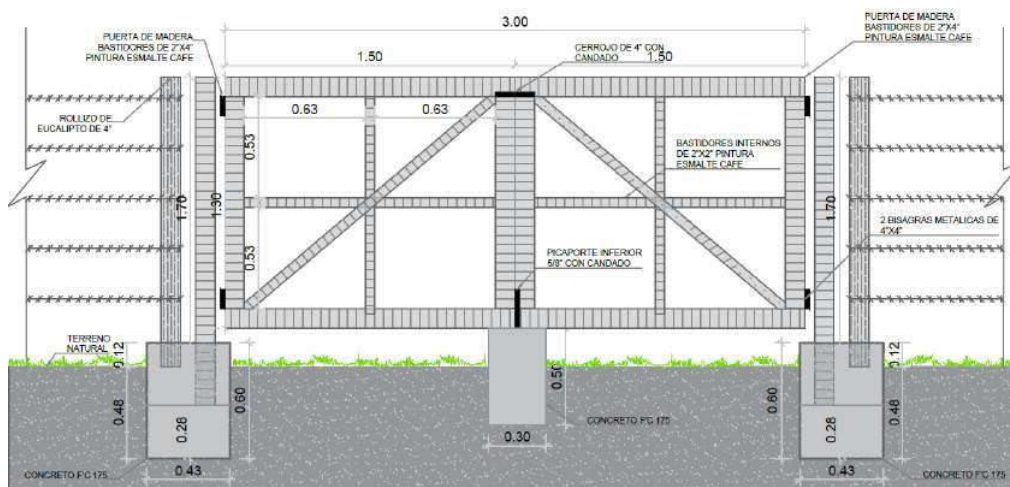 3.00
PUERTA DE MADERA
BASTIDORES DE 2"X4"
PINTURA ESMALTE CAFE
PUERTA DE MADERA
BASTIDORES DE 2"X4"
PINTURA ESMALTE CAFE
1.50
CERROJO DE 4" CON
CANDADO
1.50
ROLLIZO DE
EUCALIPTO DE 4"
0.63
0.63
0.53
BASTIDORES INTERNOS
DE 2"X2" PINTURA
ESMALTE CAFE
1.70
1.30
1.70
2 BISAGRAS METALICAS DE
4"X4"
0.53
PICAPORTE INFERIOR
5/8" CON CANDADO
TERRENO
NATURAL
0.12
0.12
0.48
0.60
0.50
0.60
0.48
0.28
0.28
CONCRETO F'C 175
0.30
CONCRETO F'C 175
0.43
0.43
CONCRETO F'C 175